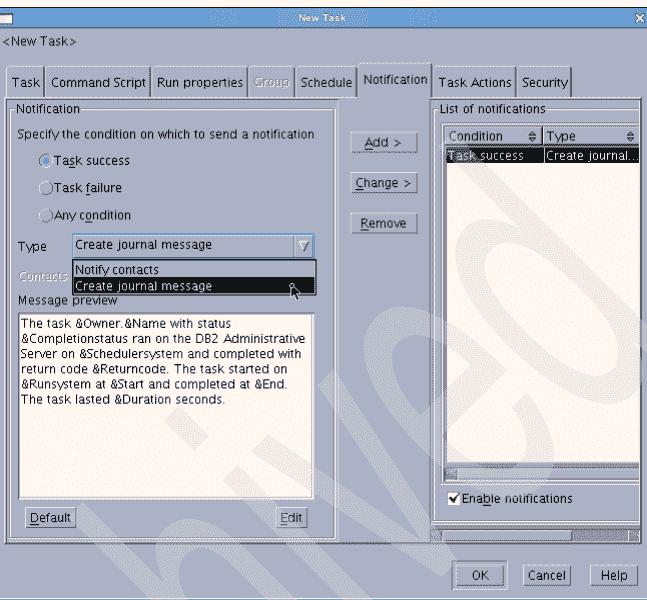 New Task
<New Task>
Task Command Script Run properties Group Schedule Notification Task Actions Security
Notification
Specify the condition on which to send a notification
Task success
Task failure
Any condition
Type Create journal message
Notify contacts
Create journal message
Contacts
Message preview
The task &Owner.&Name with status
&Completionstatus ran on the DB2 Administrative
Server on &Schedulersystem and completed with
return code &Returncode. The task started on
&Runsystem at &Start and completed at &End.
The task lasted &Duration seconds.
Default Edit
Add >
Change >
Remove
List of notifications
Condition Type
Task success Create journal...
Enable notifications
OK Cancel Help